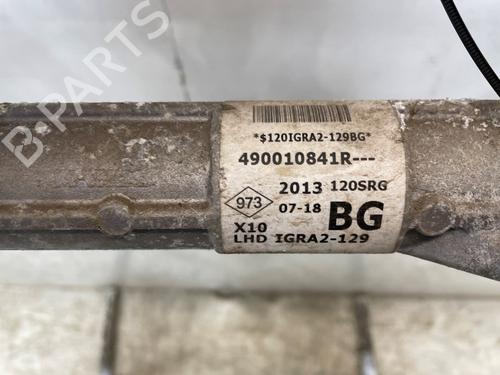 *$120IGRA2-129BG*
490010841R---
2013 120SRG
973 07-18 BG
X10
LHD IGRA2-129
B-PARTS